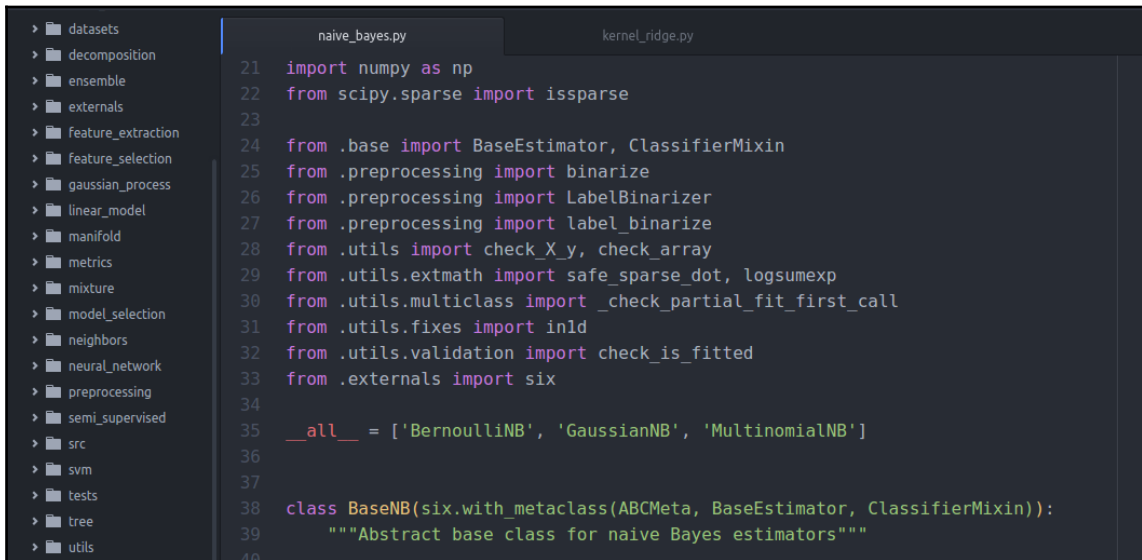 datasets
decomposition
ensemble
externals
feature_extraction
feature_selection
gaussian_process
linear_model
manifold
metrics
mixture
model_selection
neighbors
neural_network
preprocessing
semi_supervised
src
svm
tests
tree
utils
naive_bayes.py kernel_ridge.py
21 import numpy as np
22 from scipy.sparse import issparse
23
24 from .base import BaseEstimator, ClassifierMixin
25 from .preprocessing import binarize
26 from .preprocessing import LabelBinarizer
27 from .preprocessing import label_binarize
28 from .utils import check_X_y, check_array
29 from .utils.extmath import safe_sparse_dot, logsumexp
30 from .utils.multiclass import _check_partial_fit_first_call
31 from .utils.fixes import in1d
32 from .utils.validation import check_is_fitted
33 from .externals import six
34
35 __all__ = ['BernoulliNB', 'GaussianNB', 'MultinomialNB']
36
37
38 class BaseNB(six.with_metaclass(ABCMeta, BaseEstimator, ClassifierMixin)):
39 """Abstract base class for naive Bayes estimators"""
40